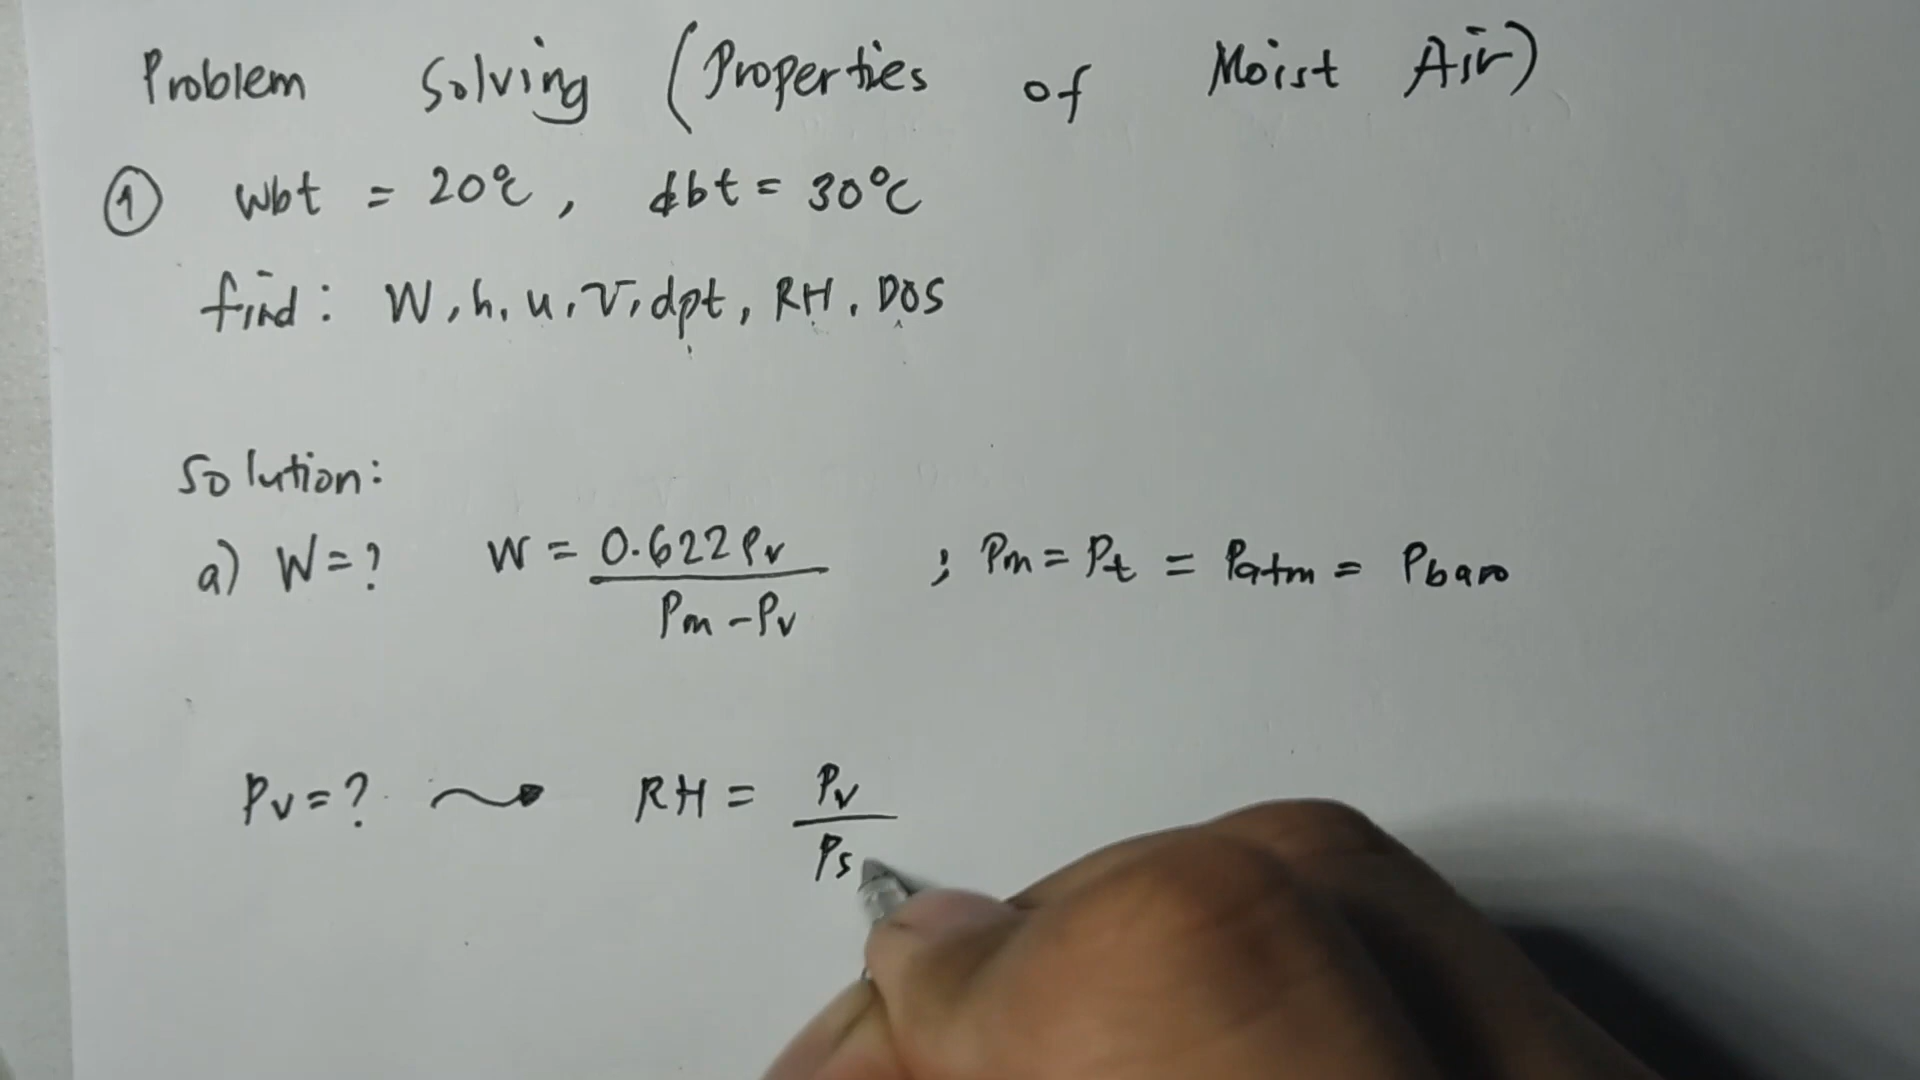 Problem Solving (Properties of Moist Air)
① wbt = 20°C, dbt = 30°C
find: W, h, u, v, dpt, RH, DOS
Solution:
a) W = ? W = 0.622 Pv / Pm - Pv ; Pm = Pt = Patm = Pbaro
Pv = ? → RH = Pv / Ps